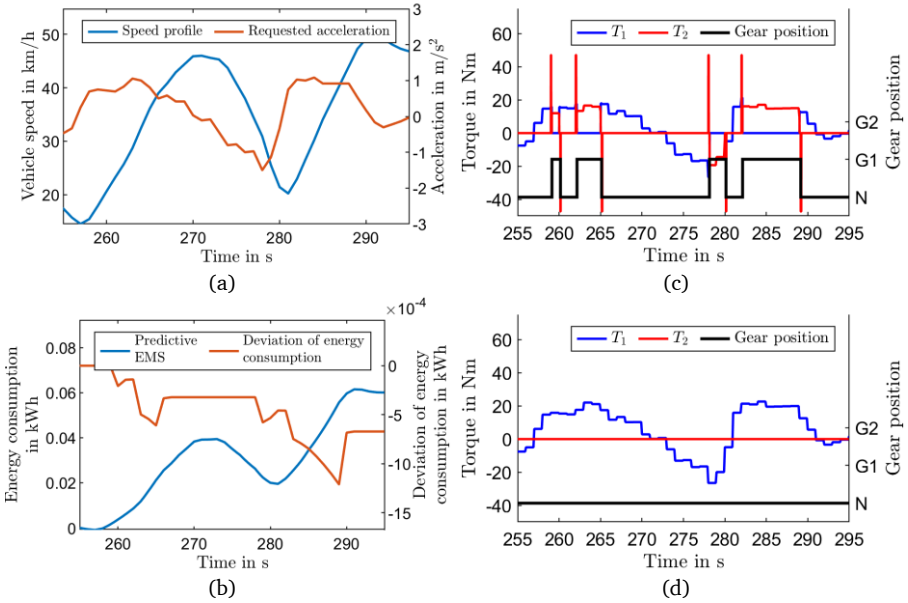 Speed profile Requested acceleration
Vehicle speed in km/h
50
40
30
20
Acceleration in m/s²
3
2
1
0
-1
-2
-3
260 270 280 290
Time in s
(a)
T₁ T₂ Gear position
Torque in Nm
60
40
20
0
-20
-40
Gear position
G2
G1
N
255 260 265 270 275 280 285 290 295
Time in s
(c)
×10⁻⁴
Predictive EMS
Deviation of energy consumption
Energy consumption
in kWh
0.08
0.06
0.04
0.02
0
Deviation of energy
consumption in kWh
0
-5
-10
-15
260 270 280 290
Time in s
(b)
T₁ T₂ Gear position
Torque in Nm
60
40
20
0
-20
-40
Gear position
G2
G1
N
255 260 265 270 275 280 285 290 295
Time in s
(d)